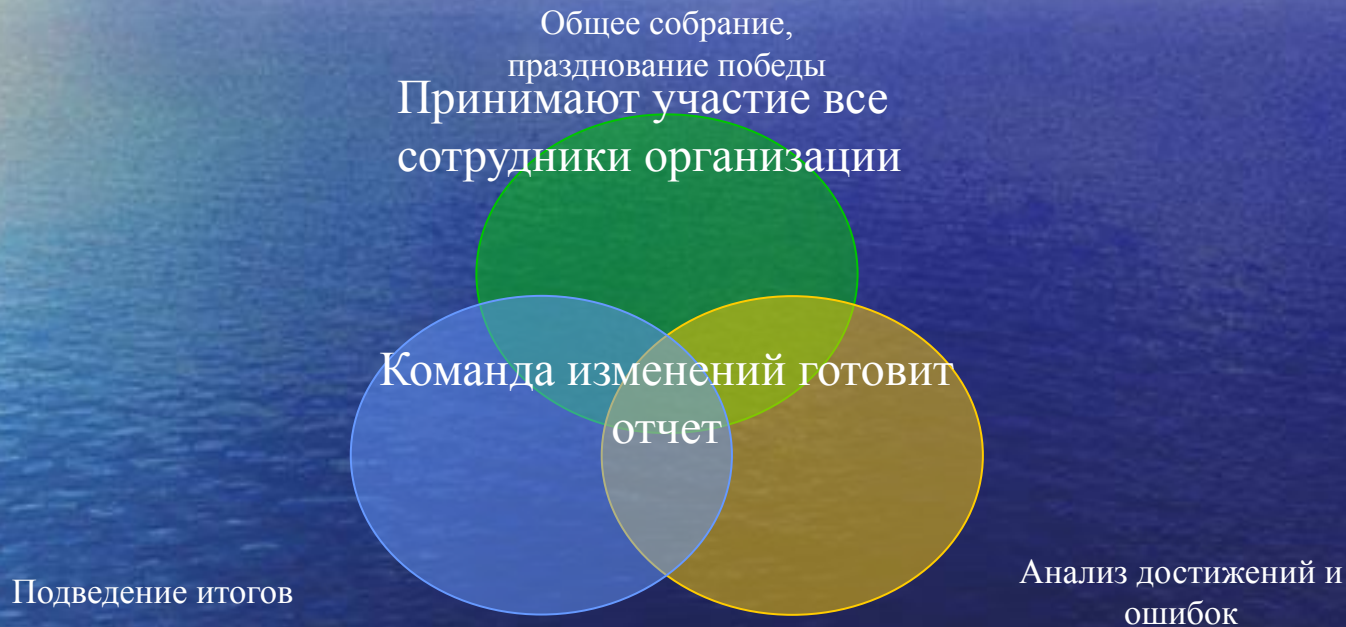 Общее собрание,
празднование победы
Принимают участие все
сотрудники организации
Команда изменений готовит
отчет
Подведение итогов
Анализ достижений и
ошибок